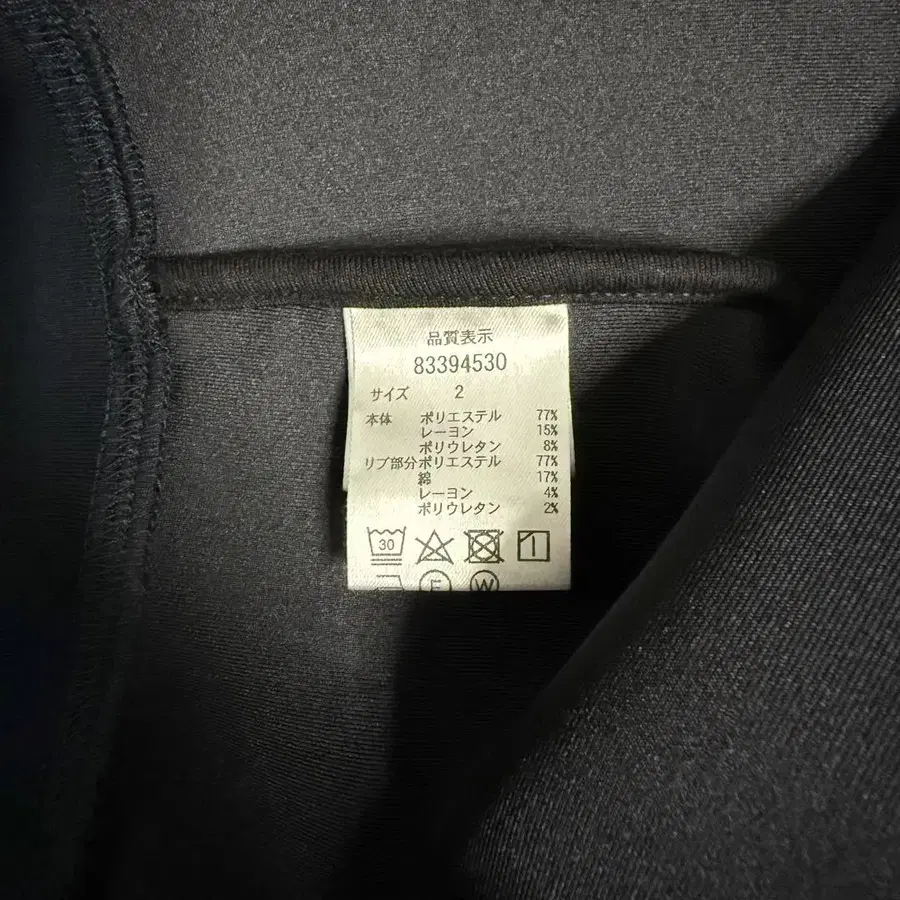 品質表示
83394530
サイズ 2
本体 ポリエステル 77%
レーヨン 15%
ポリウレタン 8%
リブ部分 ポリエステル 77%
綿 17%
レーヨン 4%
ポリウレタン 2%
30
F W